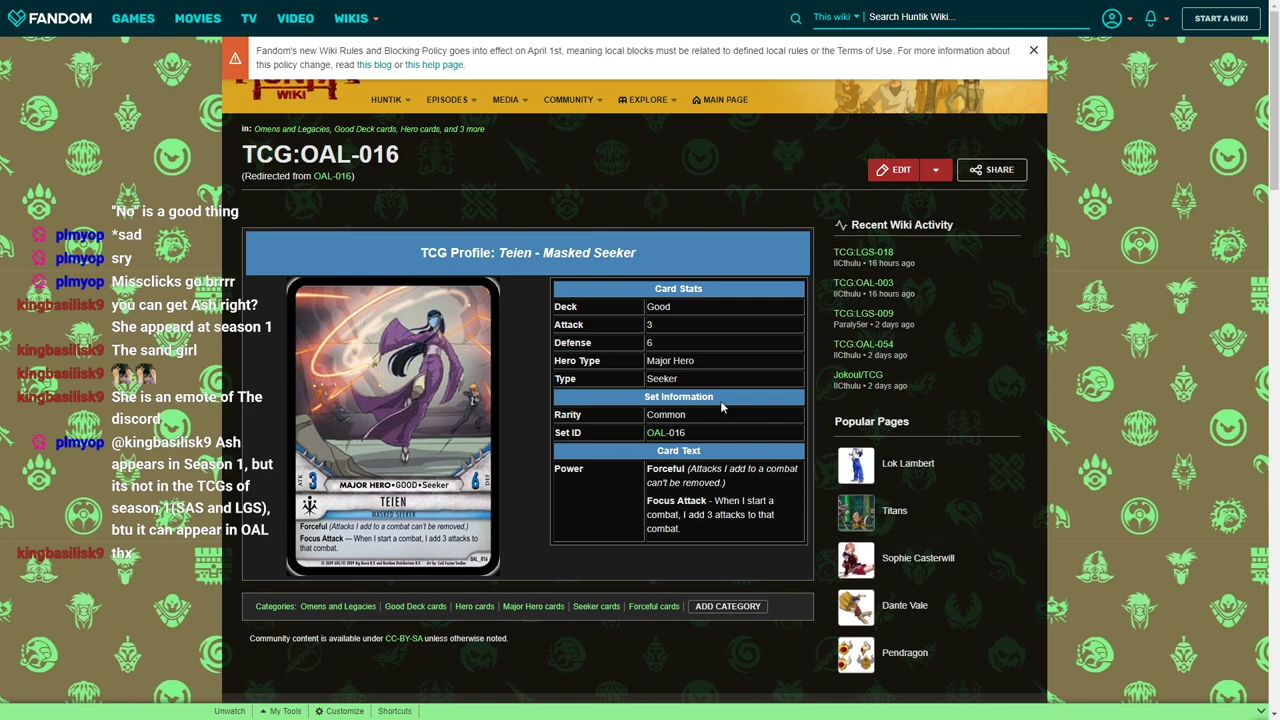 FANDOM
GAMES
MOVIES
TV
VIDEO
WIKIS
This wiki
Search Huntik Wiki...
START A WIKI
Fandom's new Wiki Rules and Blocking Policy goes into effect on April 1st, meaning local blocks must be related to defined local rules or the Terms of Use. For more information
about this policy change, read this blog or this help page.
WIKI
HUNTIK
EPISODES
MEDIA
COMMUNITY
EXPLORE
MAIN PAGE
in: Omens and Legacies, Good Deck cards, Hero cards, and 3 more
TCG:OAL-016
(Redirected from OAL-016)
EDIT
SHARE
"No" is a good thing
plmyop *sad
plmyop sry
plmyop Missclicks go brrrr
kingbasilisk9 you can get Ash right?
She appeard at season 1
kingbasilisk9 The sand girl
kingbasilisk9
kingbasilisk9 She is an emote of The
discord
plmyop @kingbasilisk9 Ash
appears in Season 1, but
its not in the TCGs of
season 1(SAS and LGS),
btu it can appear in OAL
kingbasilisk9 thx
TCG Profile: Teien - Masked Seeker
3
MAJOR HERO•GOOD•Seeker
6
ATK
DEF
TEIEN
MASKED SEEKER
Forceful (Attacks I add to a combat can't be removed.)
Focus Attack — When I start a combat, I add 3 attacks to
that combat.
OAL 016
Card Stats
Deck Good
Attack 3
Defense 6
Hero Type Major Hero
Type Seeker
Set Information
Rarity Common
Set ID OAL-016
Card Text
Power Forceful (Attacks I add to a combat
can't be removed.)
Focus Attack - When I start a
combat, I add 3 attacks to that
combat.
Categories: Omens and Legacies Good Deck cards Hero cards Major Hero cards Seeker cards Forceful cards ADD CATEGORY
Community content is available under CC-BY-SA unless otherwise noted.
Recent Wiki Activity
TCG:LGS-018
IICthulu • 16 hours ago
TCG:OAL-003
IICthulu • 16 hours ago
TCG:LGS-009
Paraly5er • 2 days ago
TCG:OAL-054
IICthulu • 2 days ago
Jokoul/TCG
IICthulu • 2 days ago
Popular Pages
Lok Lambert
Titans
Sophie Casterwill
Dante Vale
Pendragon
Unwatch
My Tools
Customize
Shortcuts